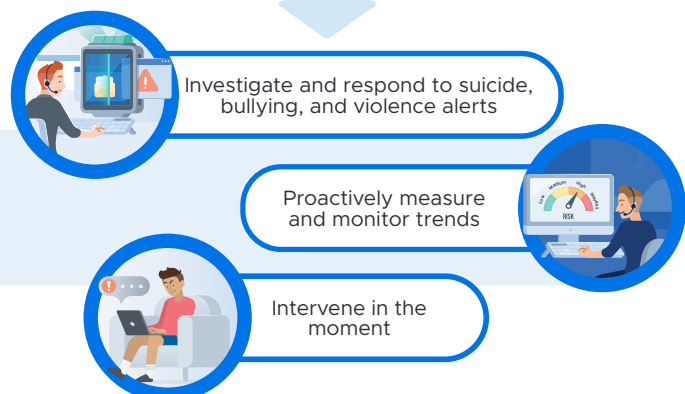 Investigate and respond to suicide,
bullying, and violence alerts
Proactively measure
and monitor trends
Low
Medium
High
RISK
Intervene in the
moment